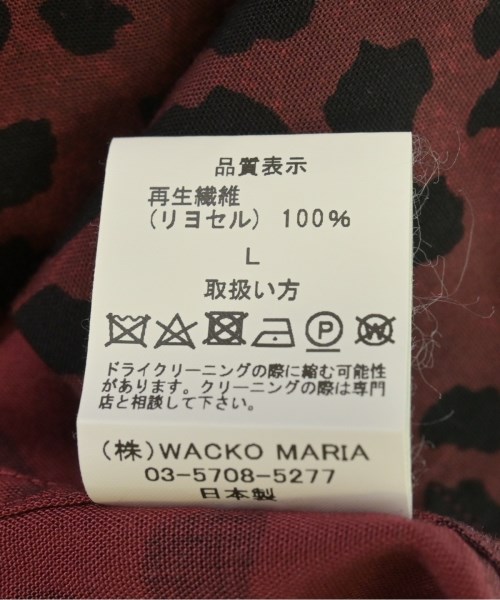 品質表示
再生繊維
(リヨセル) 100%
L
取扱い方
P W
ドライクリーニングの際に縮む可能性
があります。クリーニングの際は専門
店と相談して下さい。
(株)WACKO MARIA
03-5708-5277
日本製